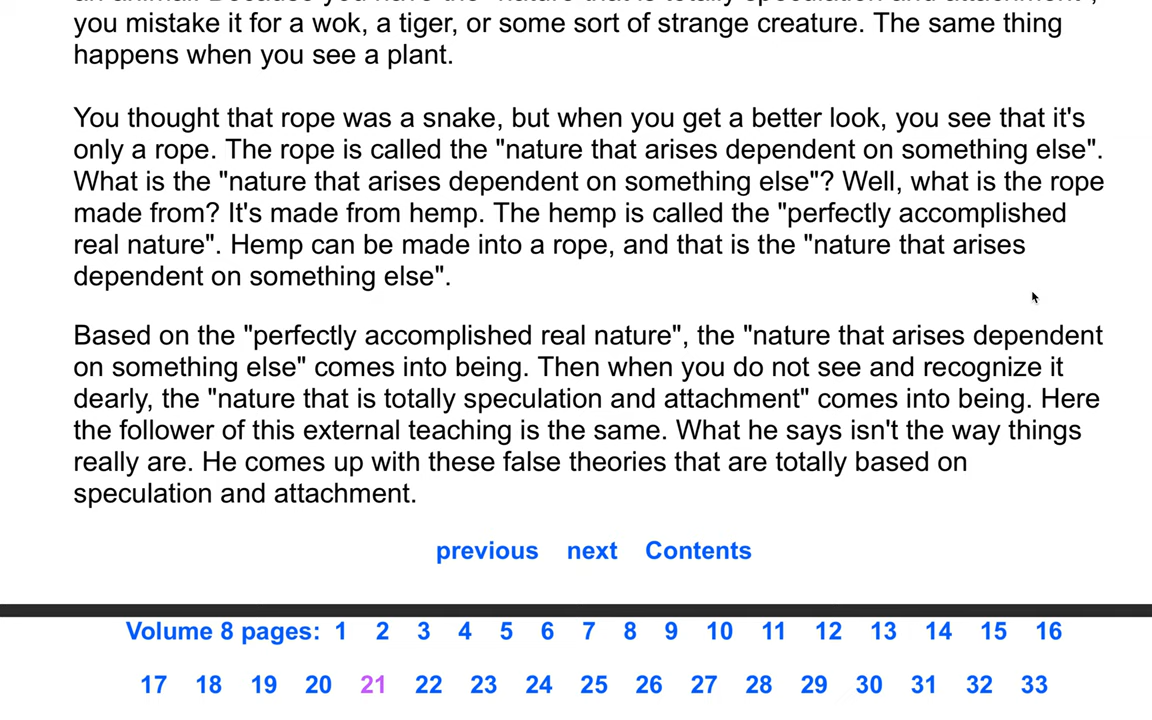 you mistake it for a wok, a tiger, or some sort of strange creature. The same thing
happens when you see a plant.
You thought that rope was a snake, but when you get a better look, you see that it's
only a rope. The rope is called the "nature that arises dependent on something else".
What is the "nature that arises dependent on something else"? Well, what is the rope
made from? It's made from hemp. The hemp is called the "perfectly accomplished
real nature". Hemp can be made into a rope, and that is the "nature that arises
dependent on something else".
Based on the "perfectly accomplished real nature", the "nature that arises dependent
on something else" comes into being. Then when you do not see and recognize it
dearly, the "nature that is totally speculation and attachment" comes into being. Here
the follower of this external teaching is the same. What he says isn't the way things
really are. He comes up with these false theories that are totally based on
speculation and attachment.
previous next Contents
Volume 8 pages: 1 2 3 4 5 6 7 8 9 10 11 12 13 14 15 16
17 18 19 20 21 22 23 24 25 26 27 28 29 30 31 32 33